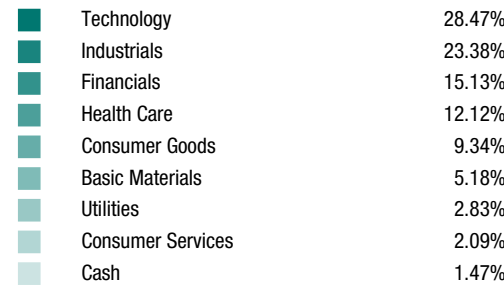 Technology 28.47%
Industrials 23.38%
Financials 15.13%
Health Care 12.12%
Consumer Goods 9.34%
Basic Materials 5.18%
Utilities 2.83%
Consumer Services 2.09%
Cash 1.47%